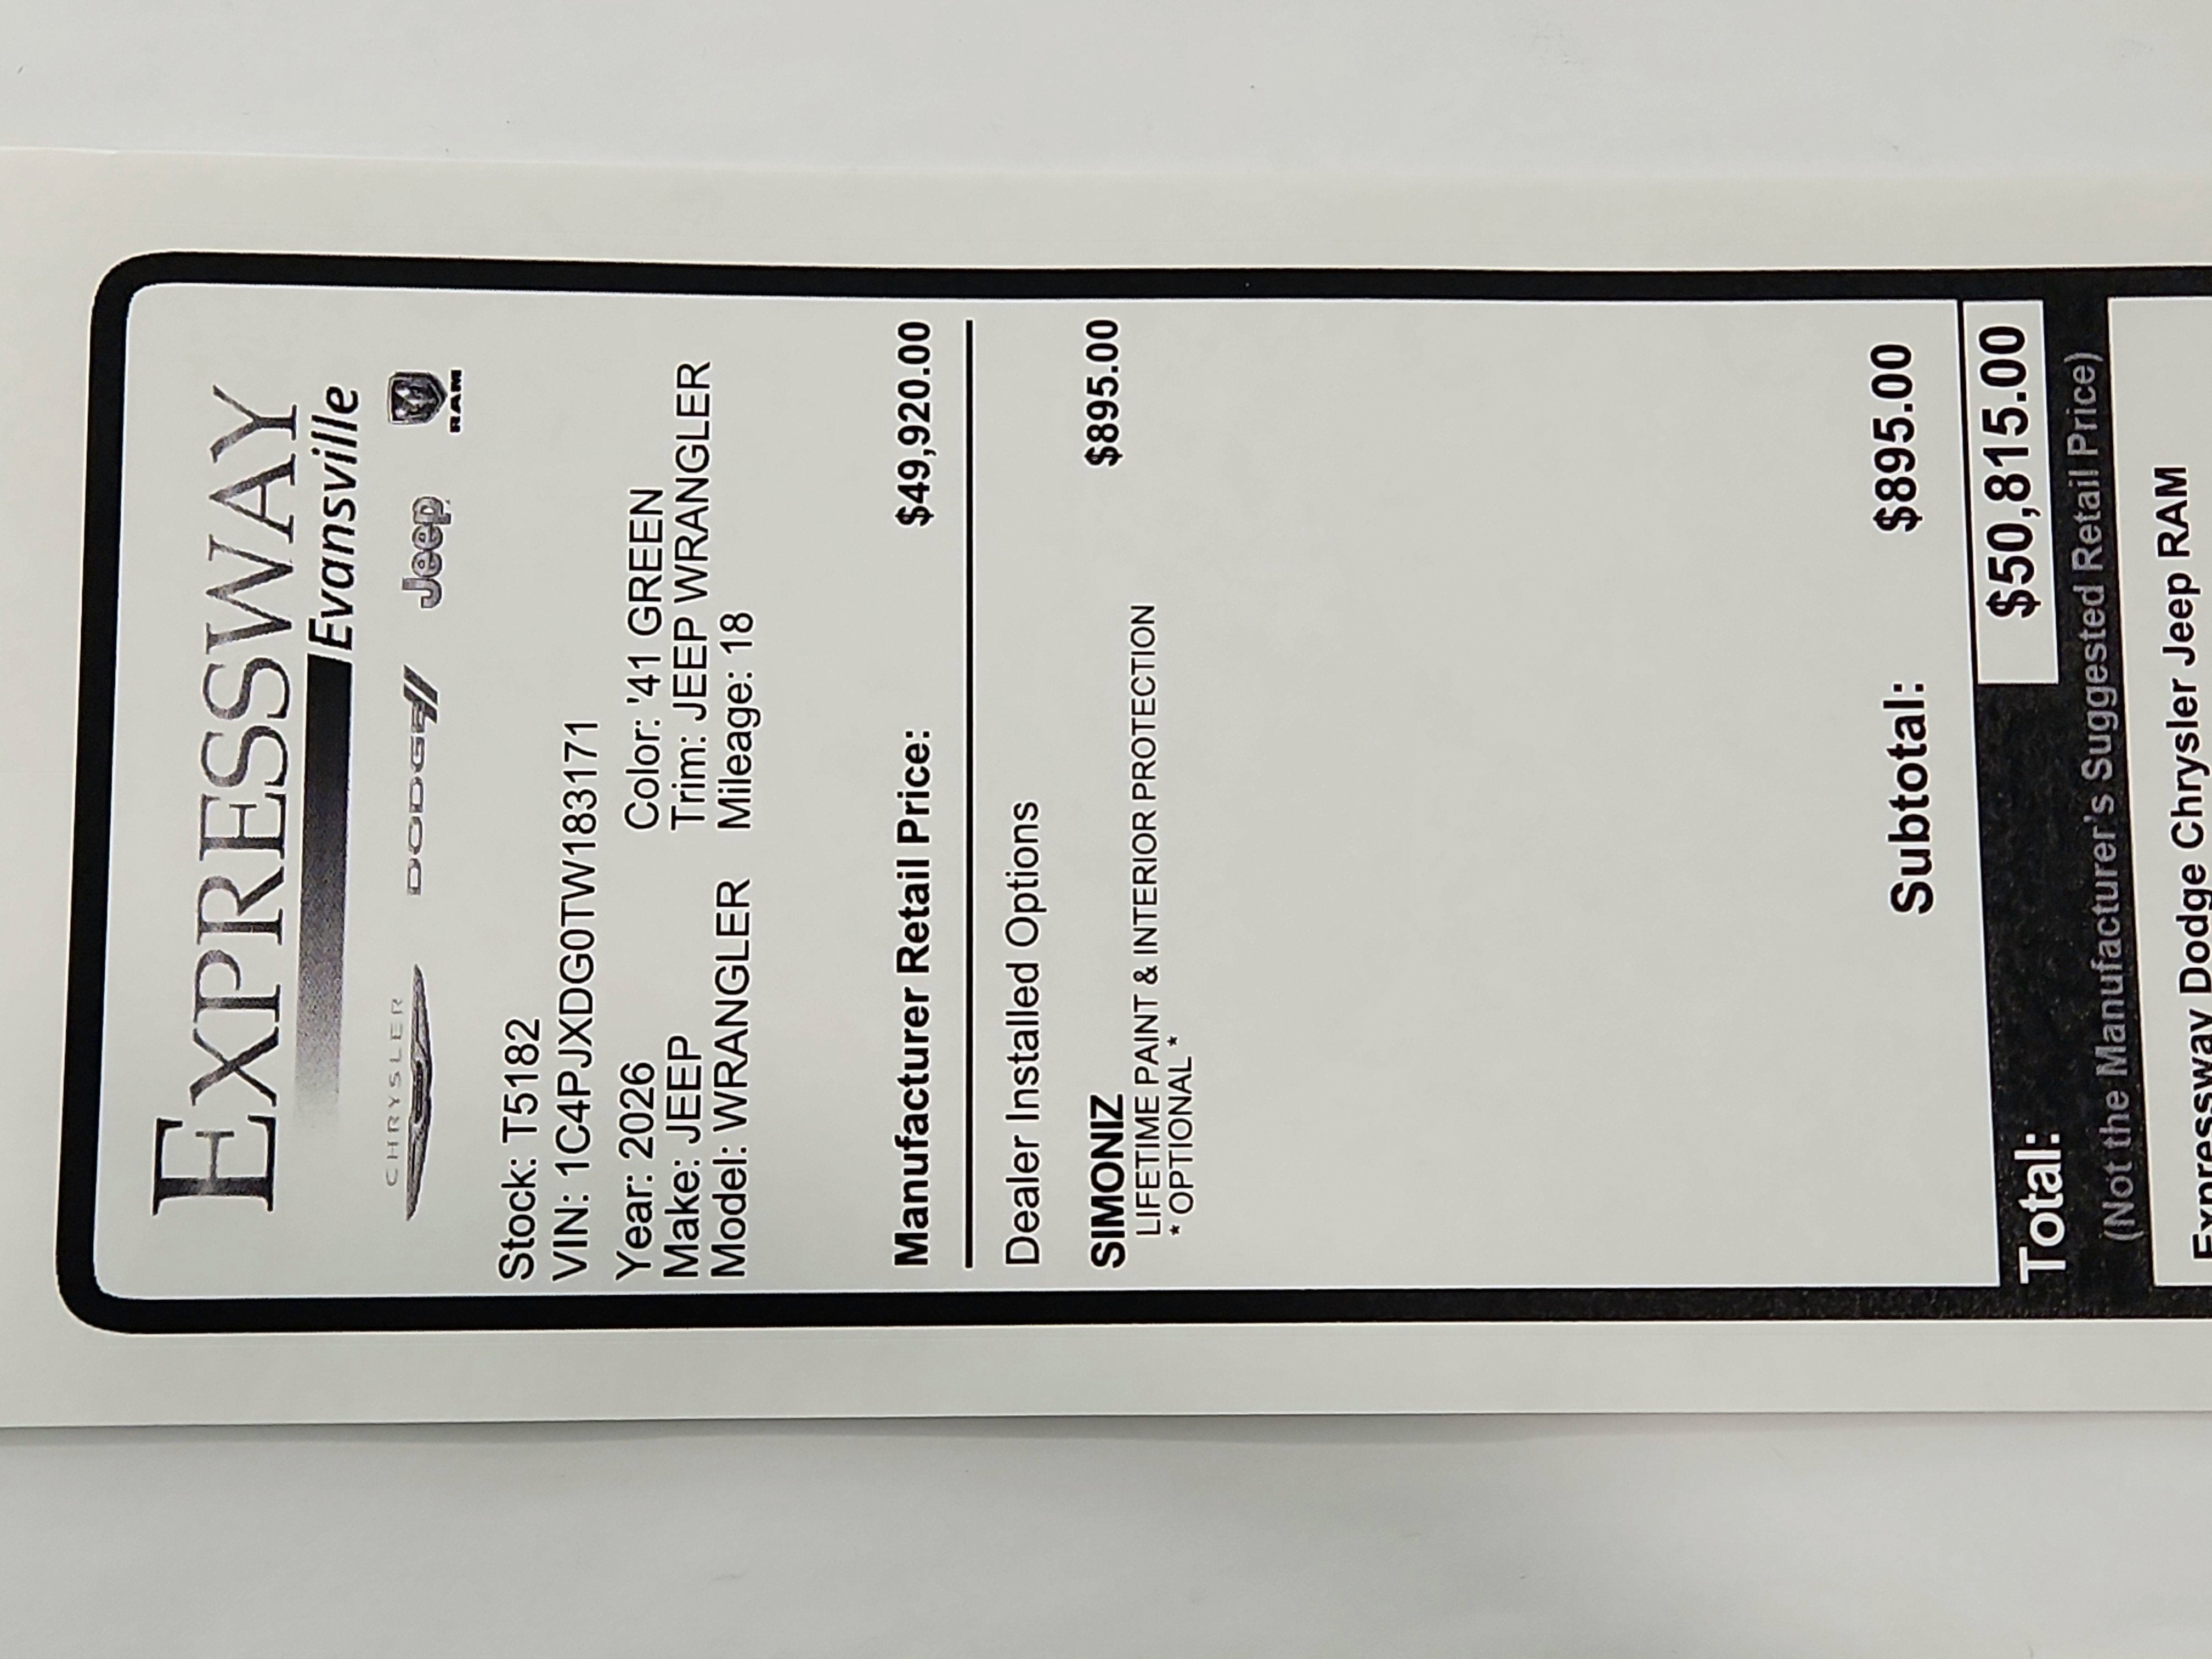 EXPRESSWAY
Evansville
CHRYSLER DODGE Jeep RAM
Stock: T5182
VIN: 1C4PJXDG0TW183171
Year: 2026 Color: '41 GREEN
Make: JEEP Trim: JEEP WRANGLER
Model: WRANGLER Mileage: 18
Manufacturer Retail Price: $49,920.00
Dealer Installed Options
SIMONIZ $895.00
LIFETIME PAINT & INTERIOR PROTECTION
* OPTIONAL *
Subtotal: $895.00
Total: $50,815.00
(Not the Manufacturer's Suggested Retail Price)
Expressway Dodge Chrysler Jeep RAM